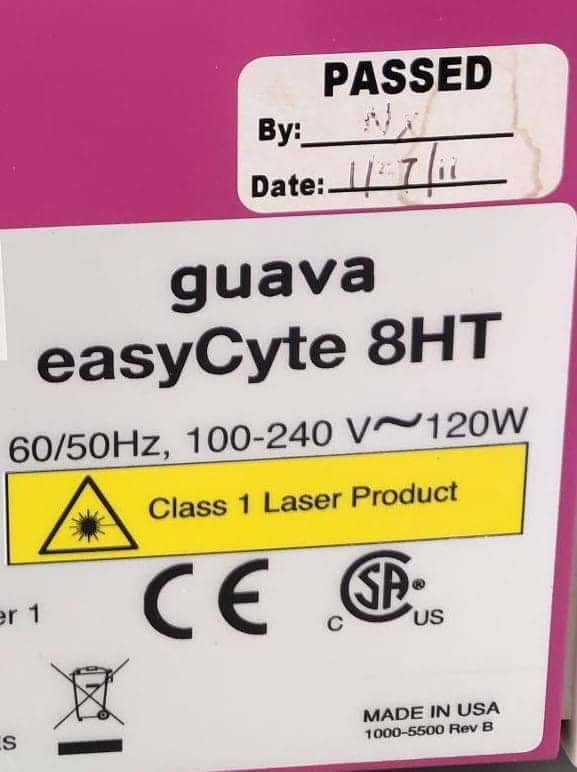 PASSED
By:
Date:
guava
easyCyte 8HT
60/50Hz, 100-240 V~120W
Class 1 Laser Product
CE
er 1
SA®
C US
MADE IN USA
1000-5500 Rev B